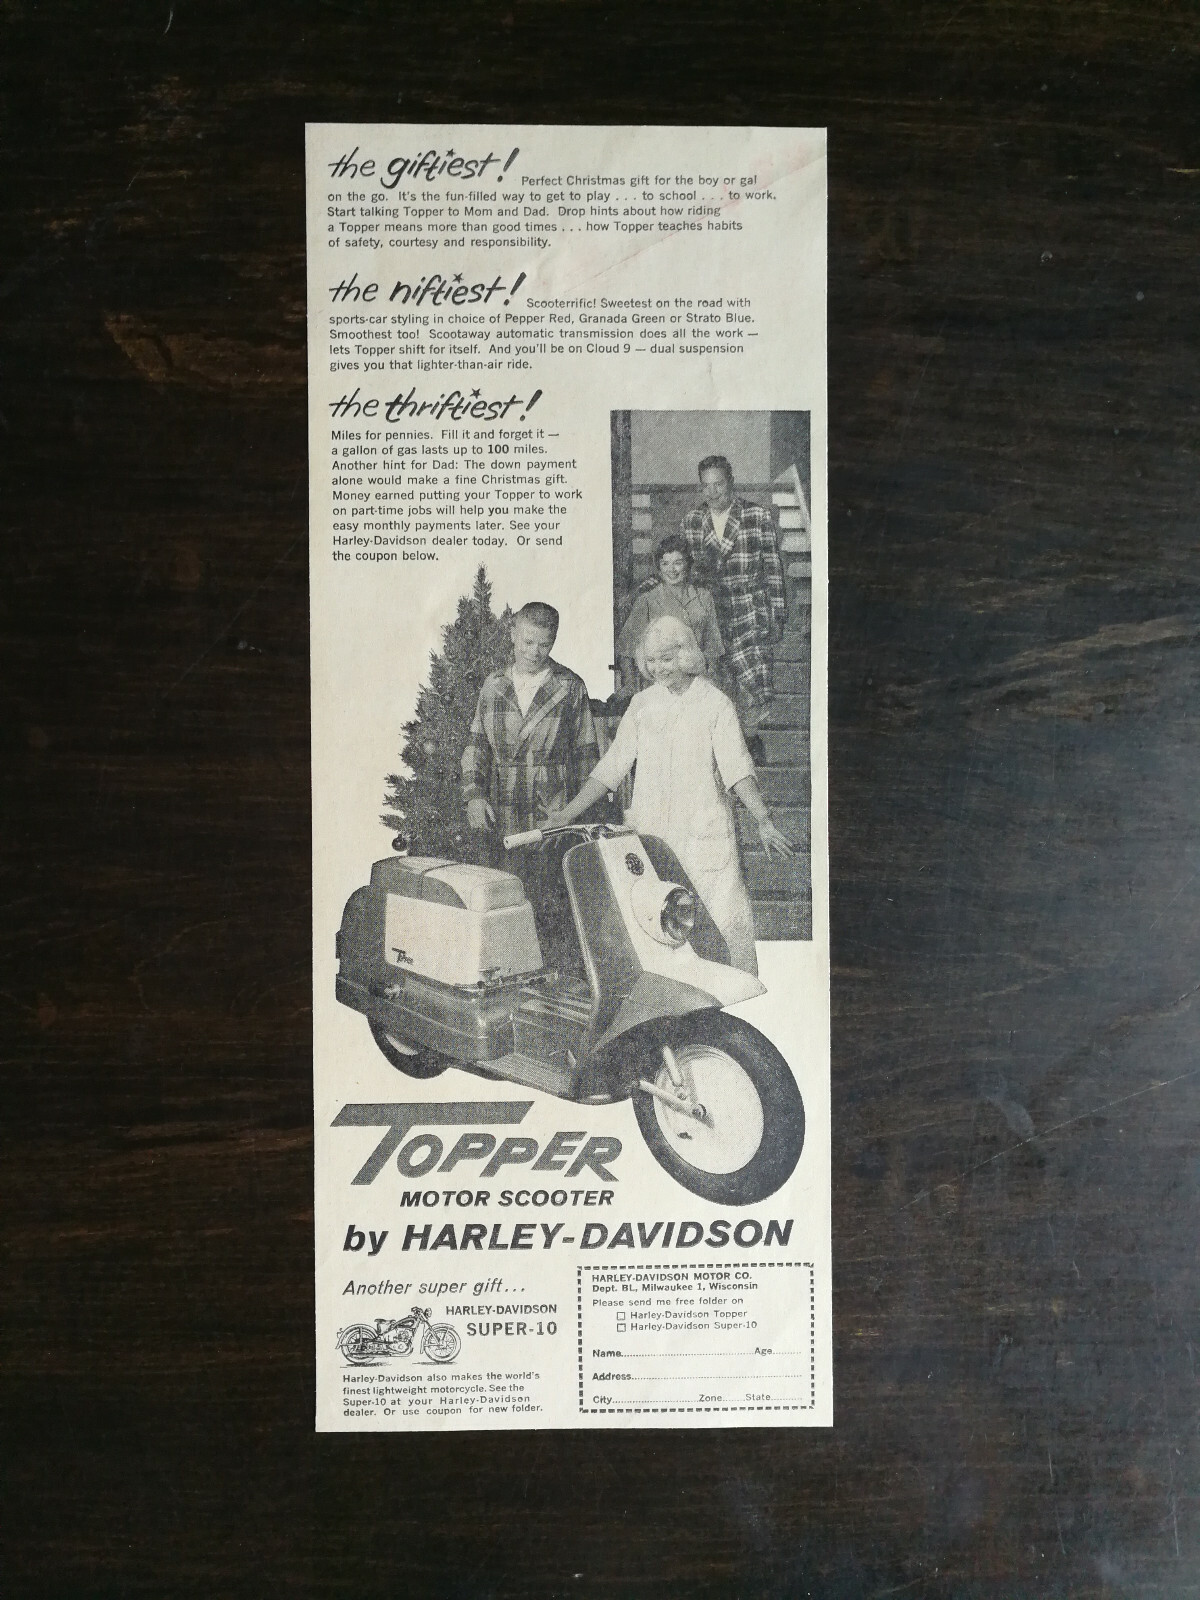 the giftiest! Perfect Christmas gift for the boy or gal
on the go. It's the fun-filled way to get to play . . . to school . . . to work.
Start talking Topper to Mom and Dad. Drop hints about how riding
a Topper means more than good times . . . how Topper teaches habits
of safety, courtesy and responsibility.
the niftiest! Scooterrific! Sweetest on the road with
sports-car styling in choice of Pepper Red, Granada Green or Strato Blue.
Smoothest too! Scootaway automatic transmission does all the work —
lets Topper shift for itself. And you'll be on Cloud 9 — dual suspension
gives you that lighter-than-air ride.
the thriftiest!
Miles for pennies. Fill it and forget it —
a gallon of gas lasts up to 100 miles.
Another hint for Dad: The down payment
alone would make a fine Christmas gift.
Money earned putting your Topper to work
on part-time jobs will help you make the
easy monthly payments later. See your
Harley-Davidson dealer today. Or send
the coupon below.
Topper
TOPPER
MOTOR SCOOTER
by HARLEY-DAVIDSON
Another super gift...
HARLEY-DAVIDSON
SUPER-10
Harley-Davidson also makes the world's
finest lightweight motorcycle. See the
Super-10 at your Harley-Davidson
dealer. Or use coupon for new folder.
HARLEY-DAVIDSON MOTOR CO.
Dept. BL, Milwaukee 1, Wisconsin
Please send me free folder on
☐ Harley-Davidson Topper
☐ Harley-Davidson Super-10
Name..............................Age........
Address........................................
City....................Zone......State........